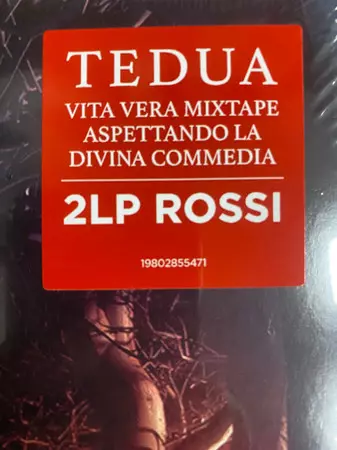 TEDUA
VITA VERA MIXTAPE
ASPETTANDO LA
DIVINA COMMEDIA
2LP ROSSI
19802855471